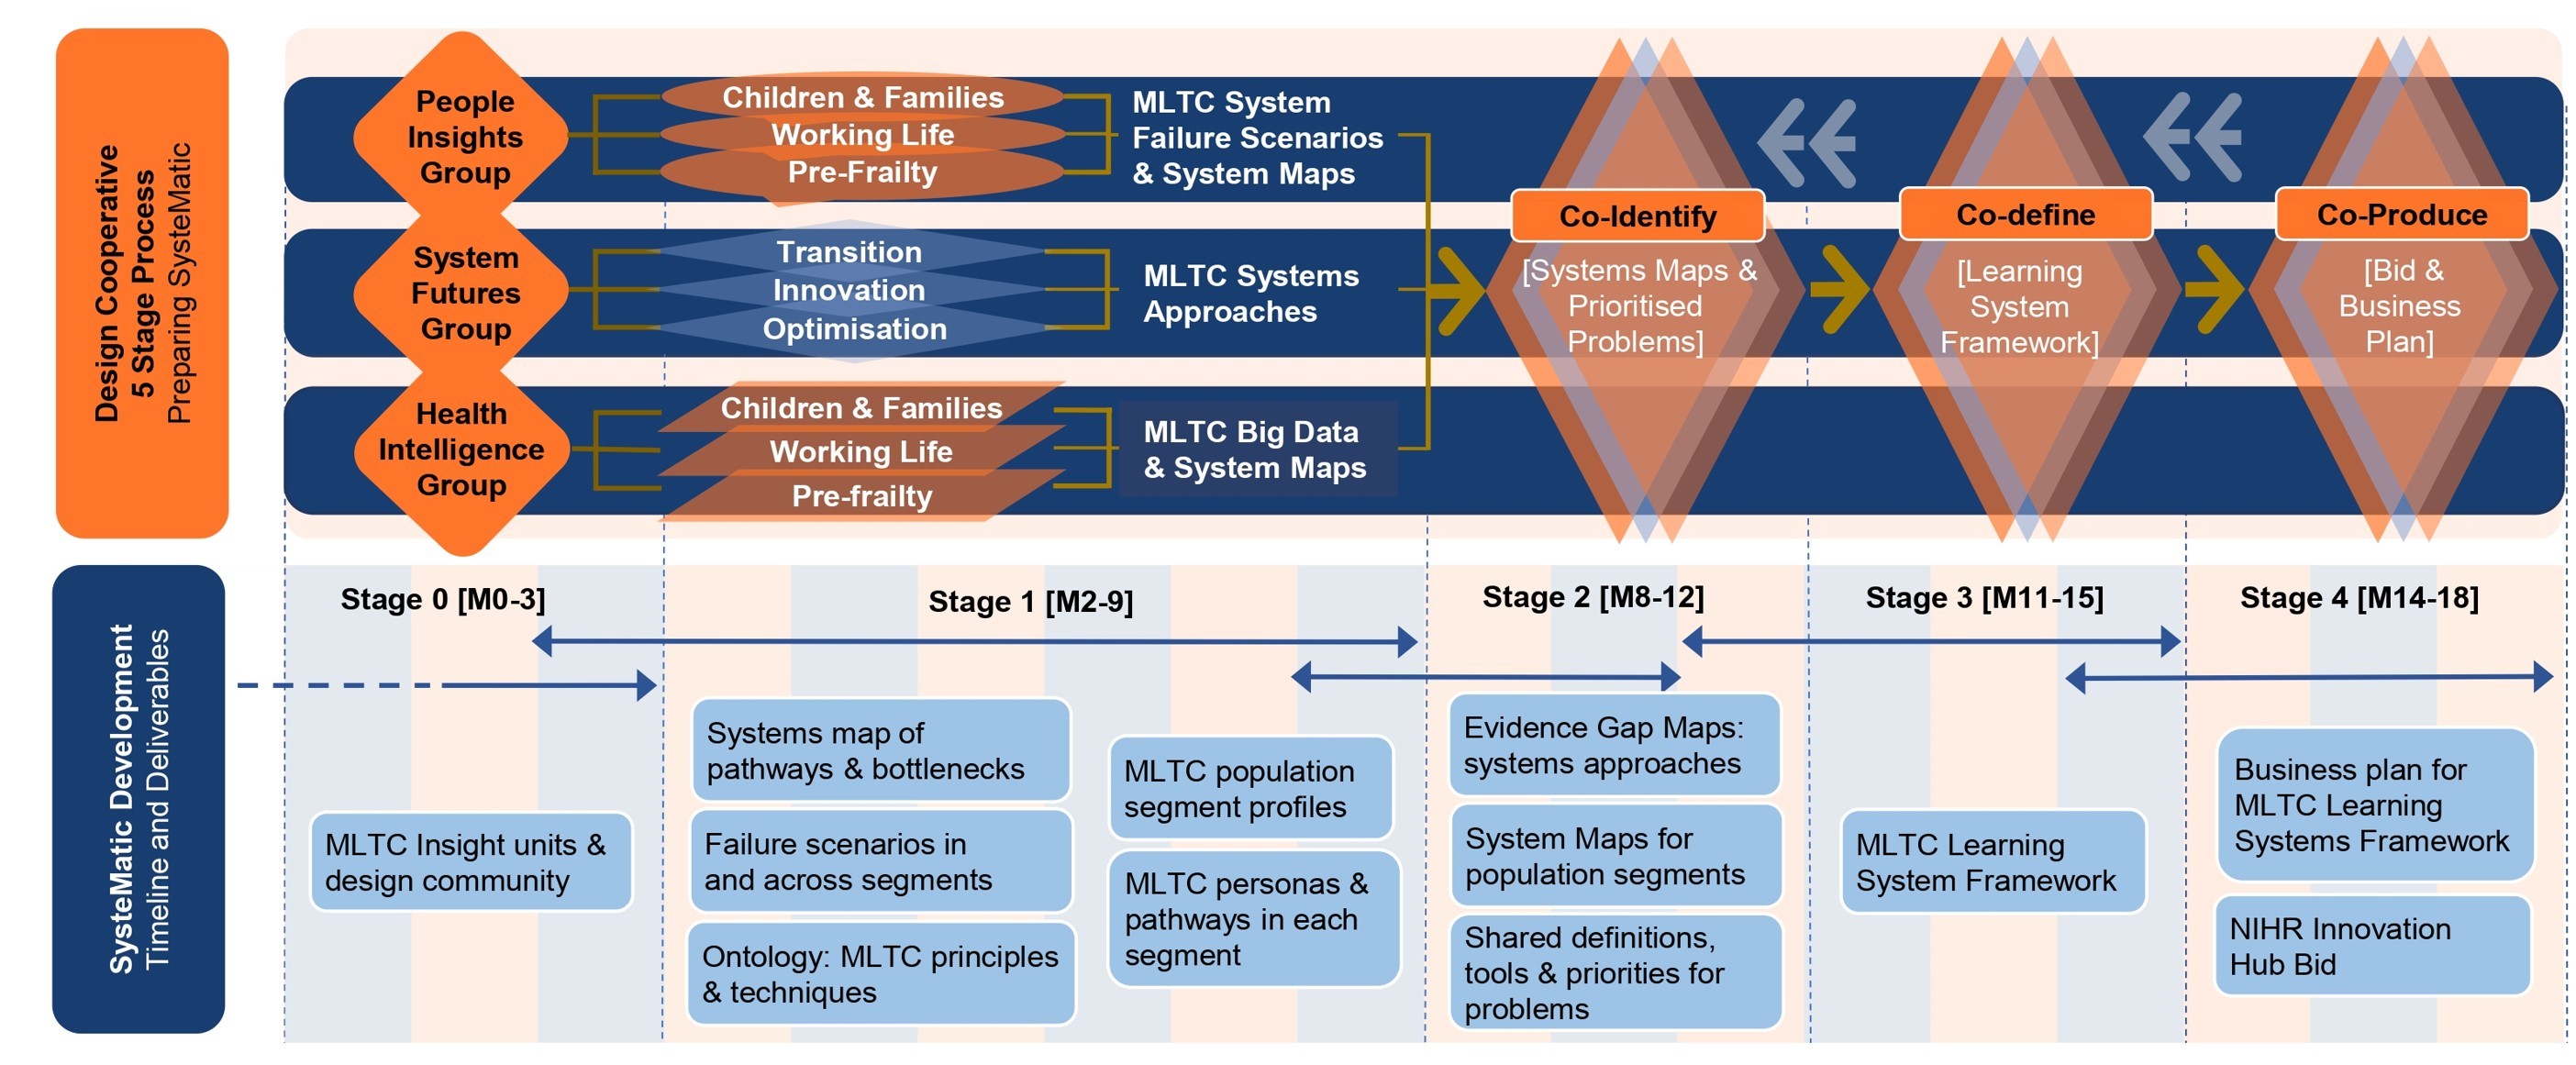 Design Cooperative
5 Stage Process
Preparing SysteMatic
People
Insights
Group
Children & Families
Working Life
Pre-Frailty
MLTC System
Failure Scenarios
& System Maps
System
Futures
Group
Transition
Innovation
Optimisation
MLTC Systems
Approaches
Health
Intelligence
Group
Children & Families
Working Life
Pre-frailty
MLTC Big Data
& System Maps
Co-Identify
[Systems Maps &
Prioritised
Problems]
Co-define
[Learning
System
Framework]
Co-Produce
[Bid &
Business
Plan]
SysteMatic Development
Timeline and Deliverables
Stage 0 [M0-3]
MLTC Insight units &
design community
Stage 1 [M2-9]
Systems map of
pathways & bottlenecks
Failure scenarios in
and across segments
Ontology: MLTC principles
& techniques
MLTC population
segment profiles
MLTC personas &
pathways in each
segment
Stage 2 [M8-12]
Evidence Gap Maps:
systems approaches
System Maps for
population segments
Shared definitions,
tools & priorities for
problems
Stage 3 [M11-15]
MLTC Learning
System Framework
Stage 4 [M14-18]
Business plan for
MLTC Learning
Systems Framework
NIHR Innovation
Hub Bid